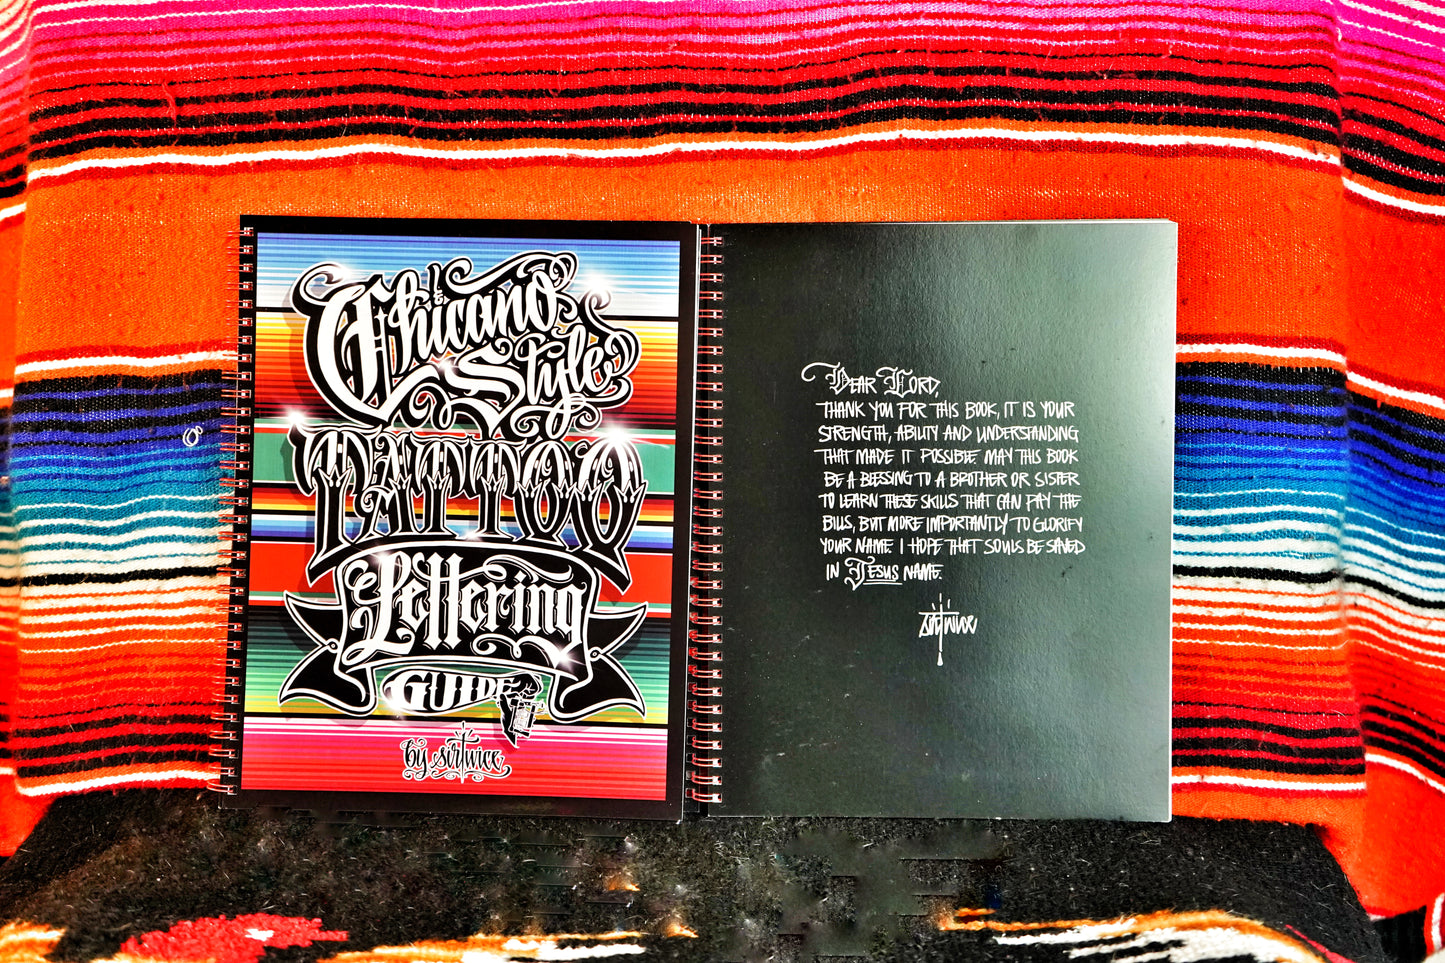 Chicano
Style
TATTOO
Lettering
GUIDE
by sirtwice
DEAR LORD,
THANK YOU FOR THIS BOOK, IT IS YOUR
STRENGTH, ABILITY AND UNDERSTANDING
THAT MADE IT POSSIBLE. MAY THIS BOOK
BE A BLESSING TO A BROTHER OR SISTER
TO LEARN THESE SKILLS THAT CAN PAY THE
BILLS, BUT MORE IMPORTANTLY TO GLORIFY
YOUR NAME. I HOPE THAT SOULS BE SAVED
IN JESUS NAME.
sirtwice